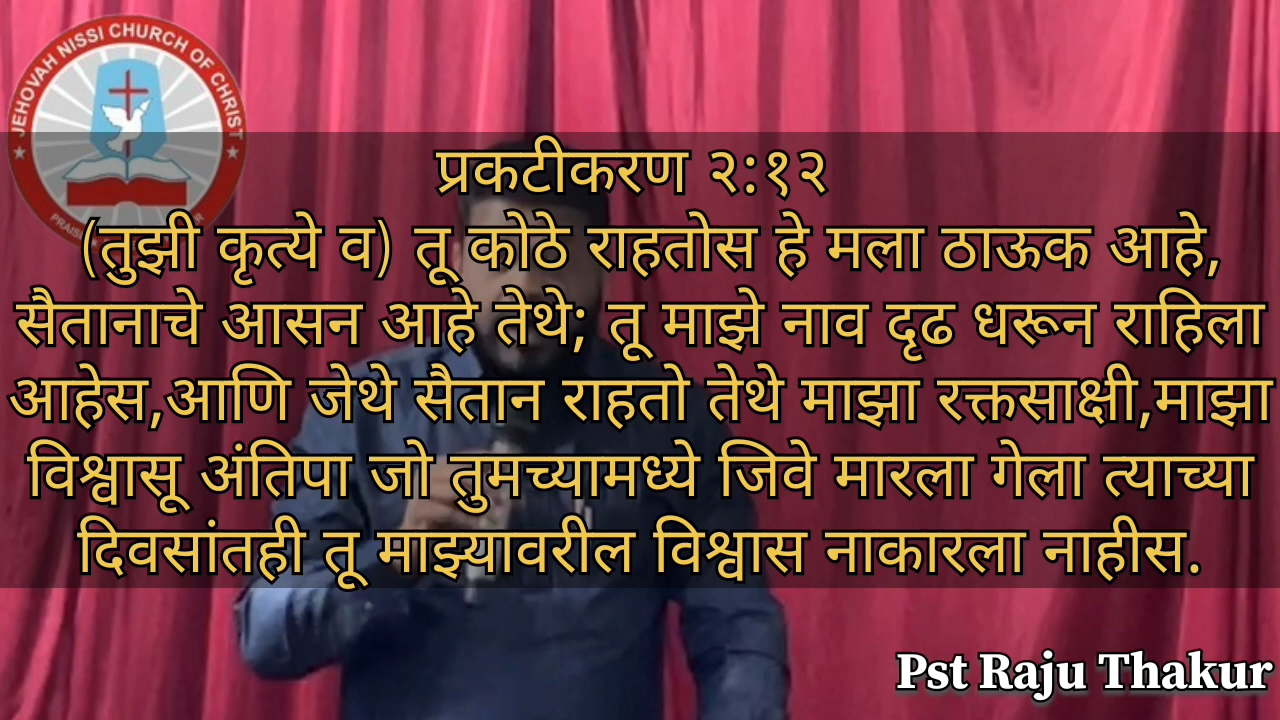 JEHOVAH NISSI CHURCH OF CHRIST
प्रकटीकरण २:१२
(तुझी कृत्ये व) तू कोठे राहतोस हे मला ठाऊक आहे,
सैतानाचे आसन आहे तेथे; तू माझे नाव दृढ धरून राहिला
आहेस,आणि जेथे सैतान राहतो तेथे माझा रक्तसाक्षी,माझा
विश्वासू अंतिपा जो तुमच्यामध्ये जिवे मारला गेला त्याच्या
दिवसांतही तू माझ्यावरील विश्वास नाकारला नाहीस.
Pst Raju Thakur